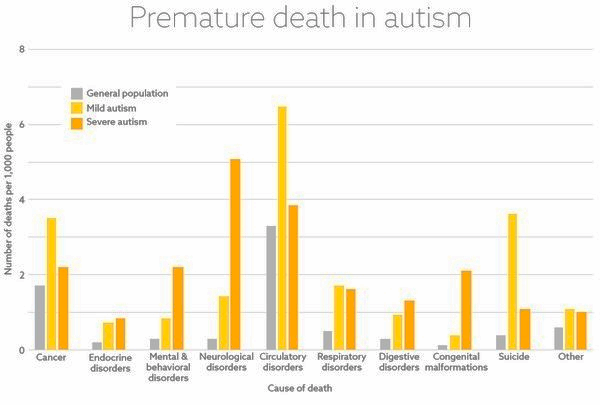 Premature death in autism
8
6
4
2
0
Number of deaths per 1,000 people
General population
Mild autism
Severe autism
Cancer
Endocrine
disorders
Mental &
behavioral
disorders
Neurological
disorders
Circulatory
disorders
Respiratory
disorders
Digestive
disorders
Congenital
malformations
Suicide
Other
Cause of death